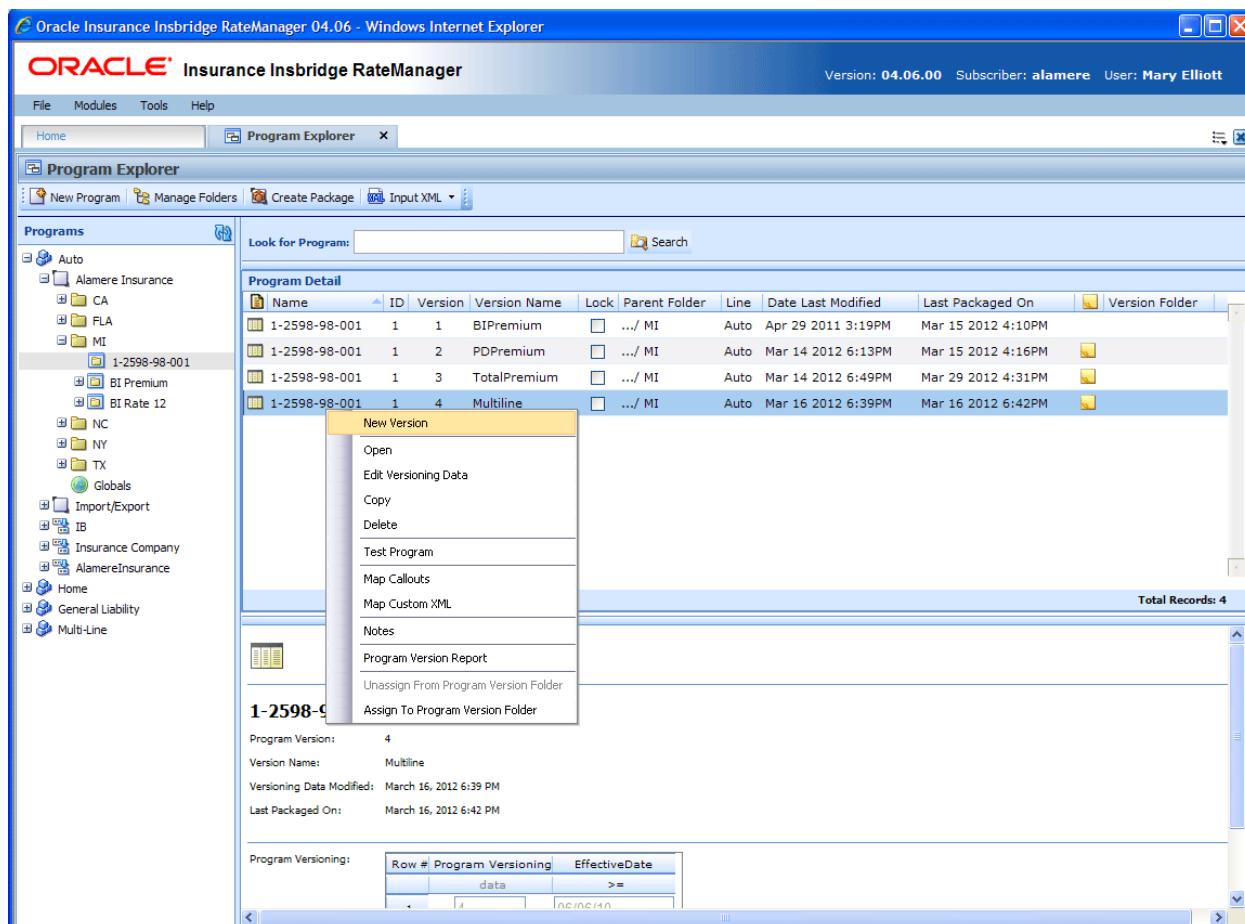 Oracle Insurance Insbridge RateManager 04.06 - Windows Internet Explorer
ORACLE Insurance Insbridge RateManager
Version: 04.06.00 Subscriber: alamere User: Mary Elliott
File Modules Tools Help
Home Program Explorer
Program Explorer
New Program Manage Folders Create Package Input XML
Programs
Auto
Alamere Insurance
CA
FLA
MI
1-2598-98-001
BI Premium
BI Rate 12
NC
NY
TX
Globals
Import/Export
IB
Insurance Company
AlamereInsurance
Home
General Liability
Multi-Line
Look for Program: Search
Program Detail
Name ID Version Version Name Lock Parent Folder Line Date Last Modified Last Packaged On Version Folder
1-2598-98-001 1 1 BIPremium .../ MI Auto Apr 29 2011 3:19PM Mar 15 2012 4:10PM
1-2598-98-001 1 2 PDPremium .../ MI Auto Mar 14 2012 6:13PM Mar 15 2012 4:16PM
1-2598-98-001 1 3 TotalPremium .../ MI Auto Mar 14 2012 6:49PM Mar 29 2012 4:31PM
1-2598-98-001 1 4 Multiline .../ MI Auto Mar 16 2012 6:39PM Mar 16 2012 6:42PM
New Version
Open
Edit Versioning Data
Copy
Delete
Test Program
Map Callouts
Map Custom XML
Notes
Program Version Report
Unassign From Program Version Folder
Assign To Program Version Folder
Total Records: 4
1-2598-9
Program Version: 4
Version Name: Multiline
Versioning Data Modified: March 16, 2012 6:39 PM
Last Packaged On: March 16, 2012 6:42 PM
Program Versioning:
Row # Program Versioning EffectiveDate
data >=
1 4 06/06/10